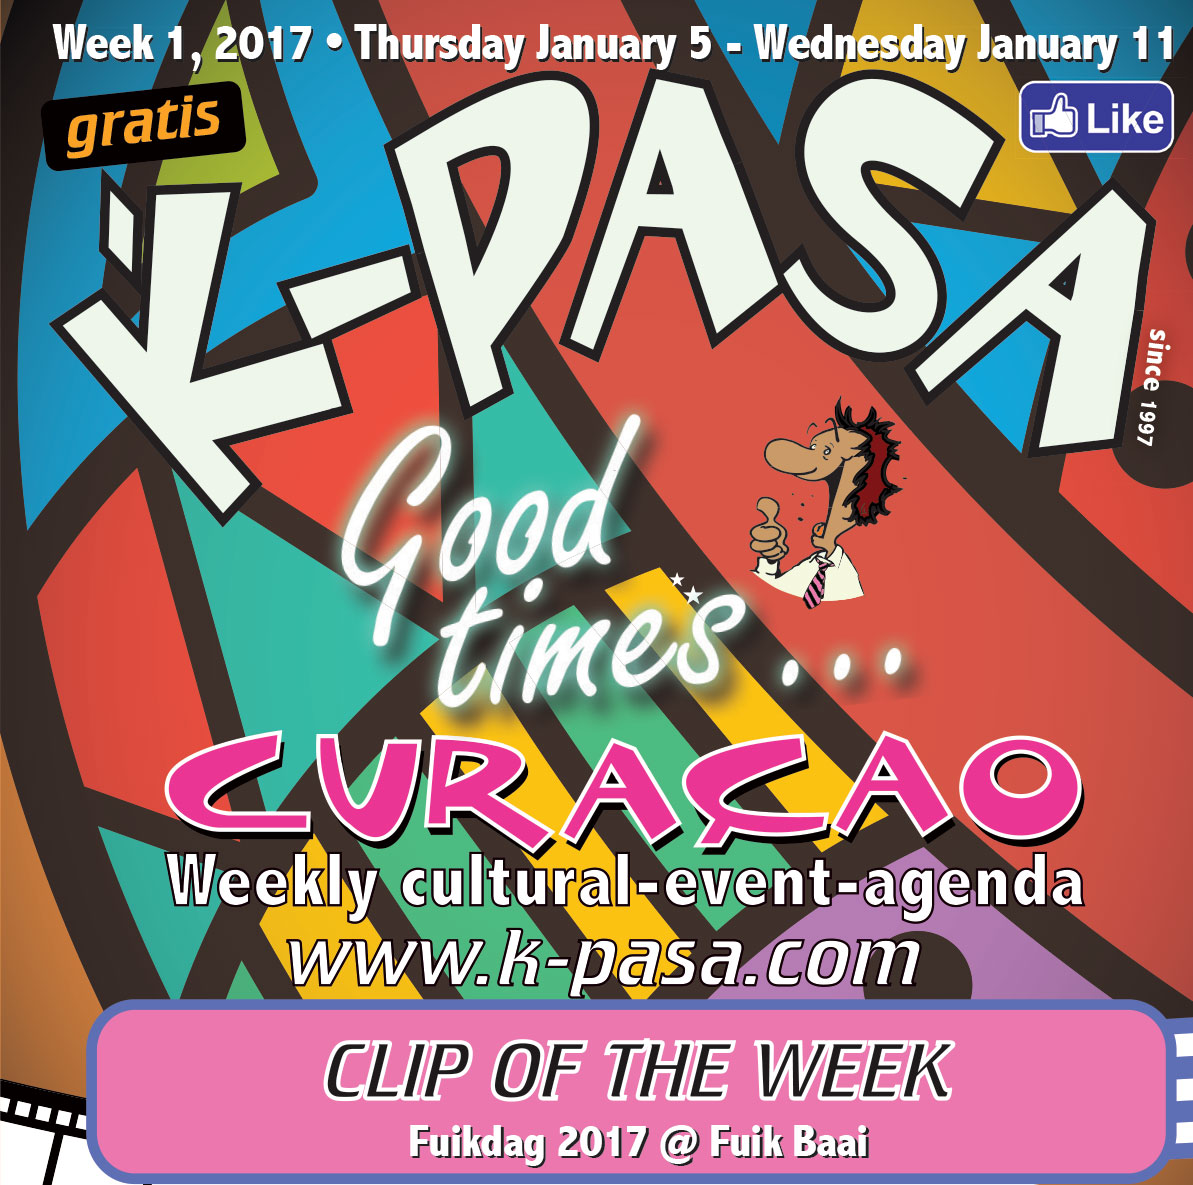 Week 1, 2017 • Thursday January 5 - Wednesday January 11
gratis
Like
K-PASA
since 1997
Good
times...
CURAÇAO
Weekly cultural-event-agenda
www.k-pasa.com
CLIP OF THE WEEK
Fuikdag 2017 @ Fuik Baai